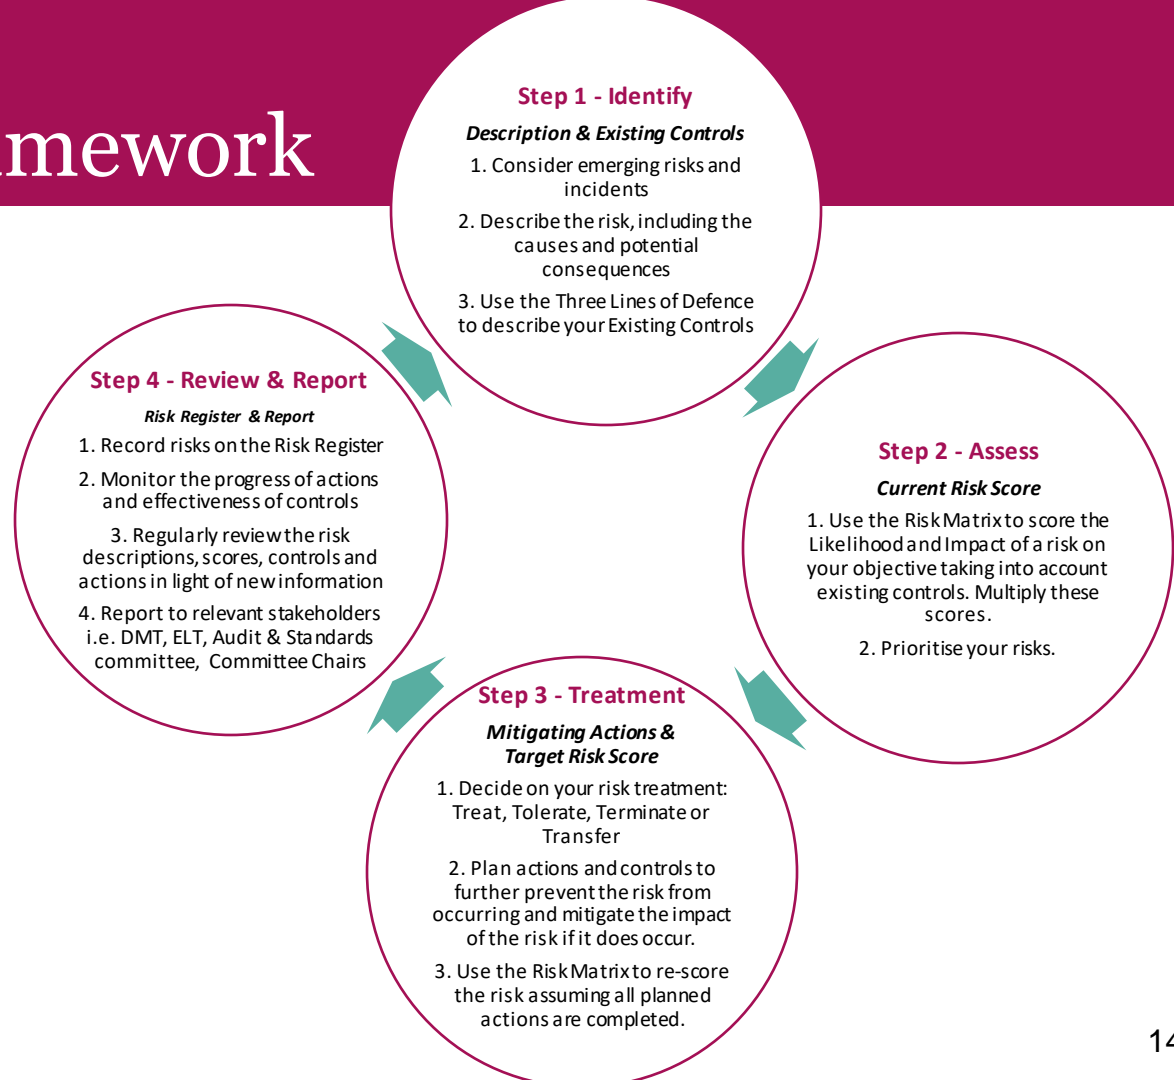 amework
Step 1 - Identify
Description & Existing Controls
1. Consider emerging risks and
incidents
2. Describe the risk, including the
causes and potential
consequences
3. Use the Three Lines of Defence
to describe your Existing Controls
Step 2 - Assess
Current Risk Score
1. Use the Risk Matrix to score the
Likelihood and Impact of a risk on
your objective taking into account
existing controls. Multiply these
scores.
2. Prioritise your risks.
Step 3 - Treatment
Mitigating Actions &
Target Risk Score
1. Decide on your risk treatment:
Treat, Tolerate, Terminate or
Transfer
2. Plan actions and controls to
further prevent the risk from
occurring and mitigate the impact
of the risk if it does occur.
3. Use the Risk Matrix to re-score
the risk assuming all planned
actions are completed.
Step 4 - Review & Report
Risk Register & Report
1. Record risks on the Risk Register
2. Monitor the progress of actions
and effectiveness of controls
3. Regularly review the risk
descriptions, scores, controls and
actions in light of new information
4. Report to relevant stakeholders
i.e. DMT, ELT, Audit & Standards
committee, Committee Chairs
14